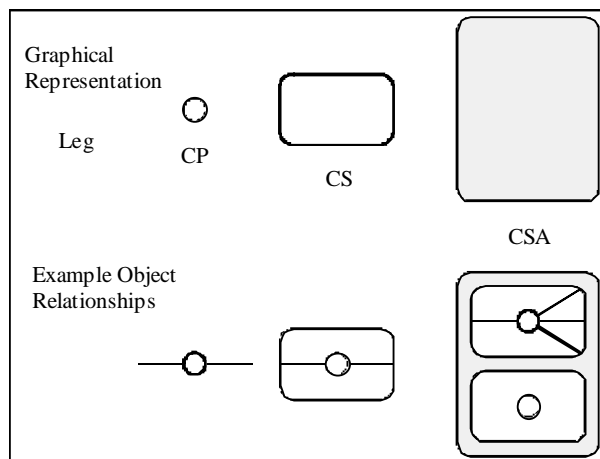 Graphical
Representation
Leg
CP
CS
CSA
Example Object
Relationships